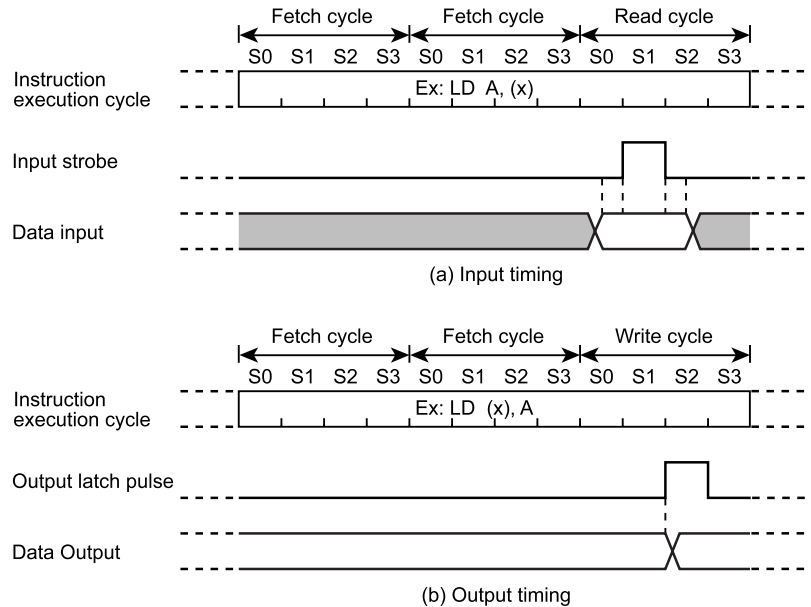 Fetch cycle Fetch cycle Read cycle
S0 S1 S2 S3 S0 S1 S2 S3 S0 S1 S2 S3
Instruction
execution cycle
Ex: LD A, (x)
Input strobe
Data input
(a) Input timing
Fetch cycle Fetch cycle Write cycle
S0 S1 S2 S3 S0 S1 S2 S3 S0 S1 S2 S3
Instruction
execution cycle
Ex: LD (x), A
Output latch pulse
Data Output
(b) Output timing